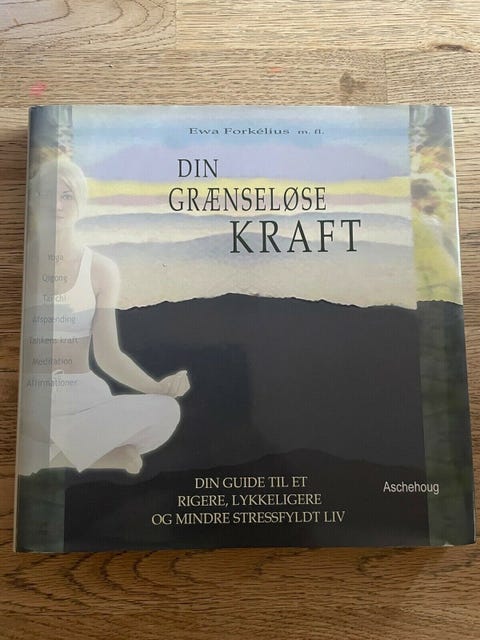 Ewa Forkélius m. fl.
DIN
GRÆNSELØSE
KRAFT
Yoga
Qigong
Tai chi
Afspænding
Tankens kraft
Meditation
Affirmationer
DIN GUIDE TIL ET
RIGERE, LYKKELIGERE
OG MINDRE STRESSFYLDT LIV
Aschehoug